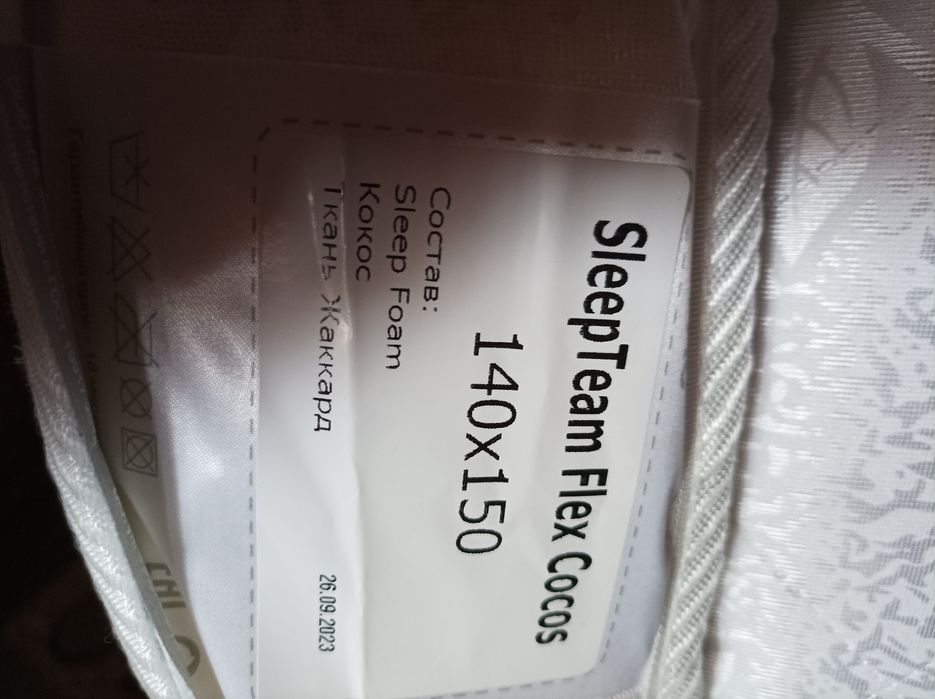 SleepTeam Flex Cocos
140x150
Состав:
Sleep Foam
Кокос
Ткань Жаккард
26.09.2023